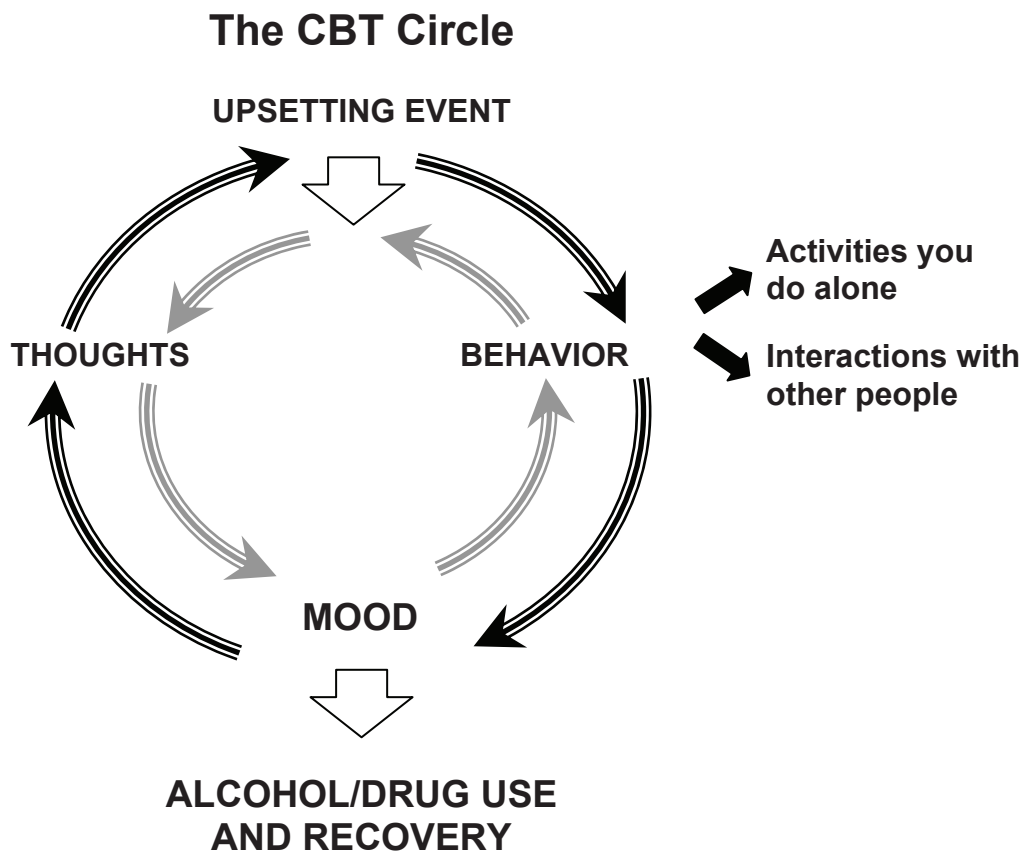 The CBT Circle
UPSETTING EVENT
Activities you
do alone
THOUGHTS
BEHAVIOR
Interactions with
other people
MOOD
ALCOHOL/DRUG USE
AND RECOVERY